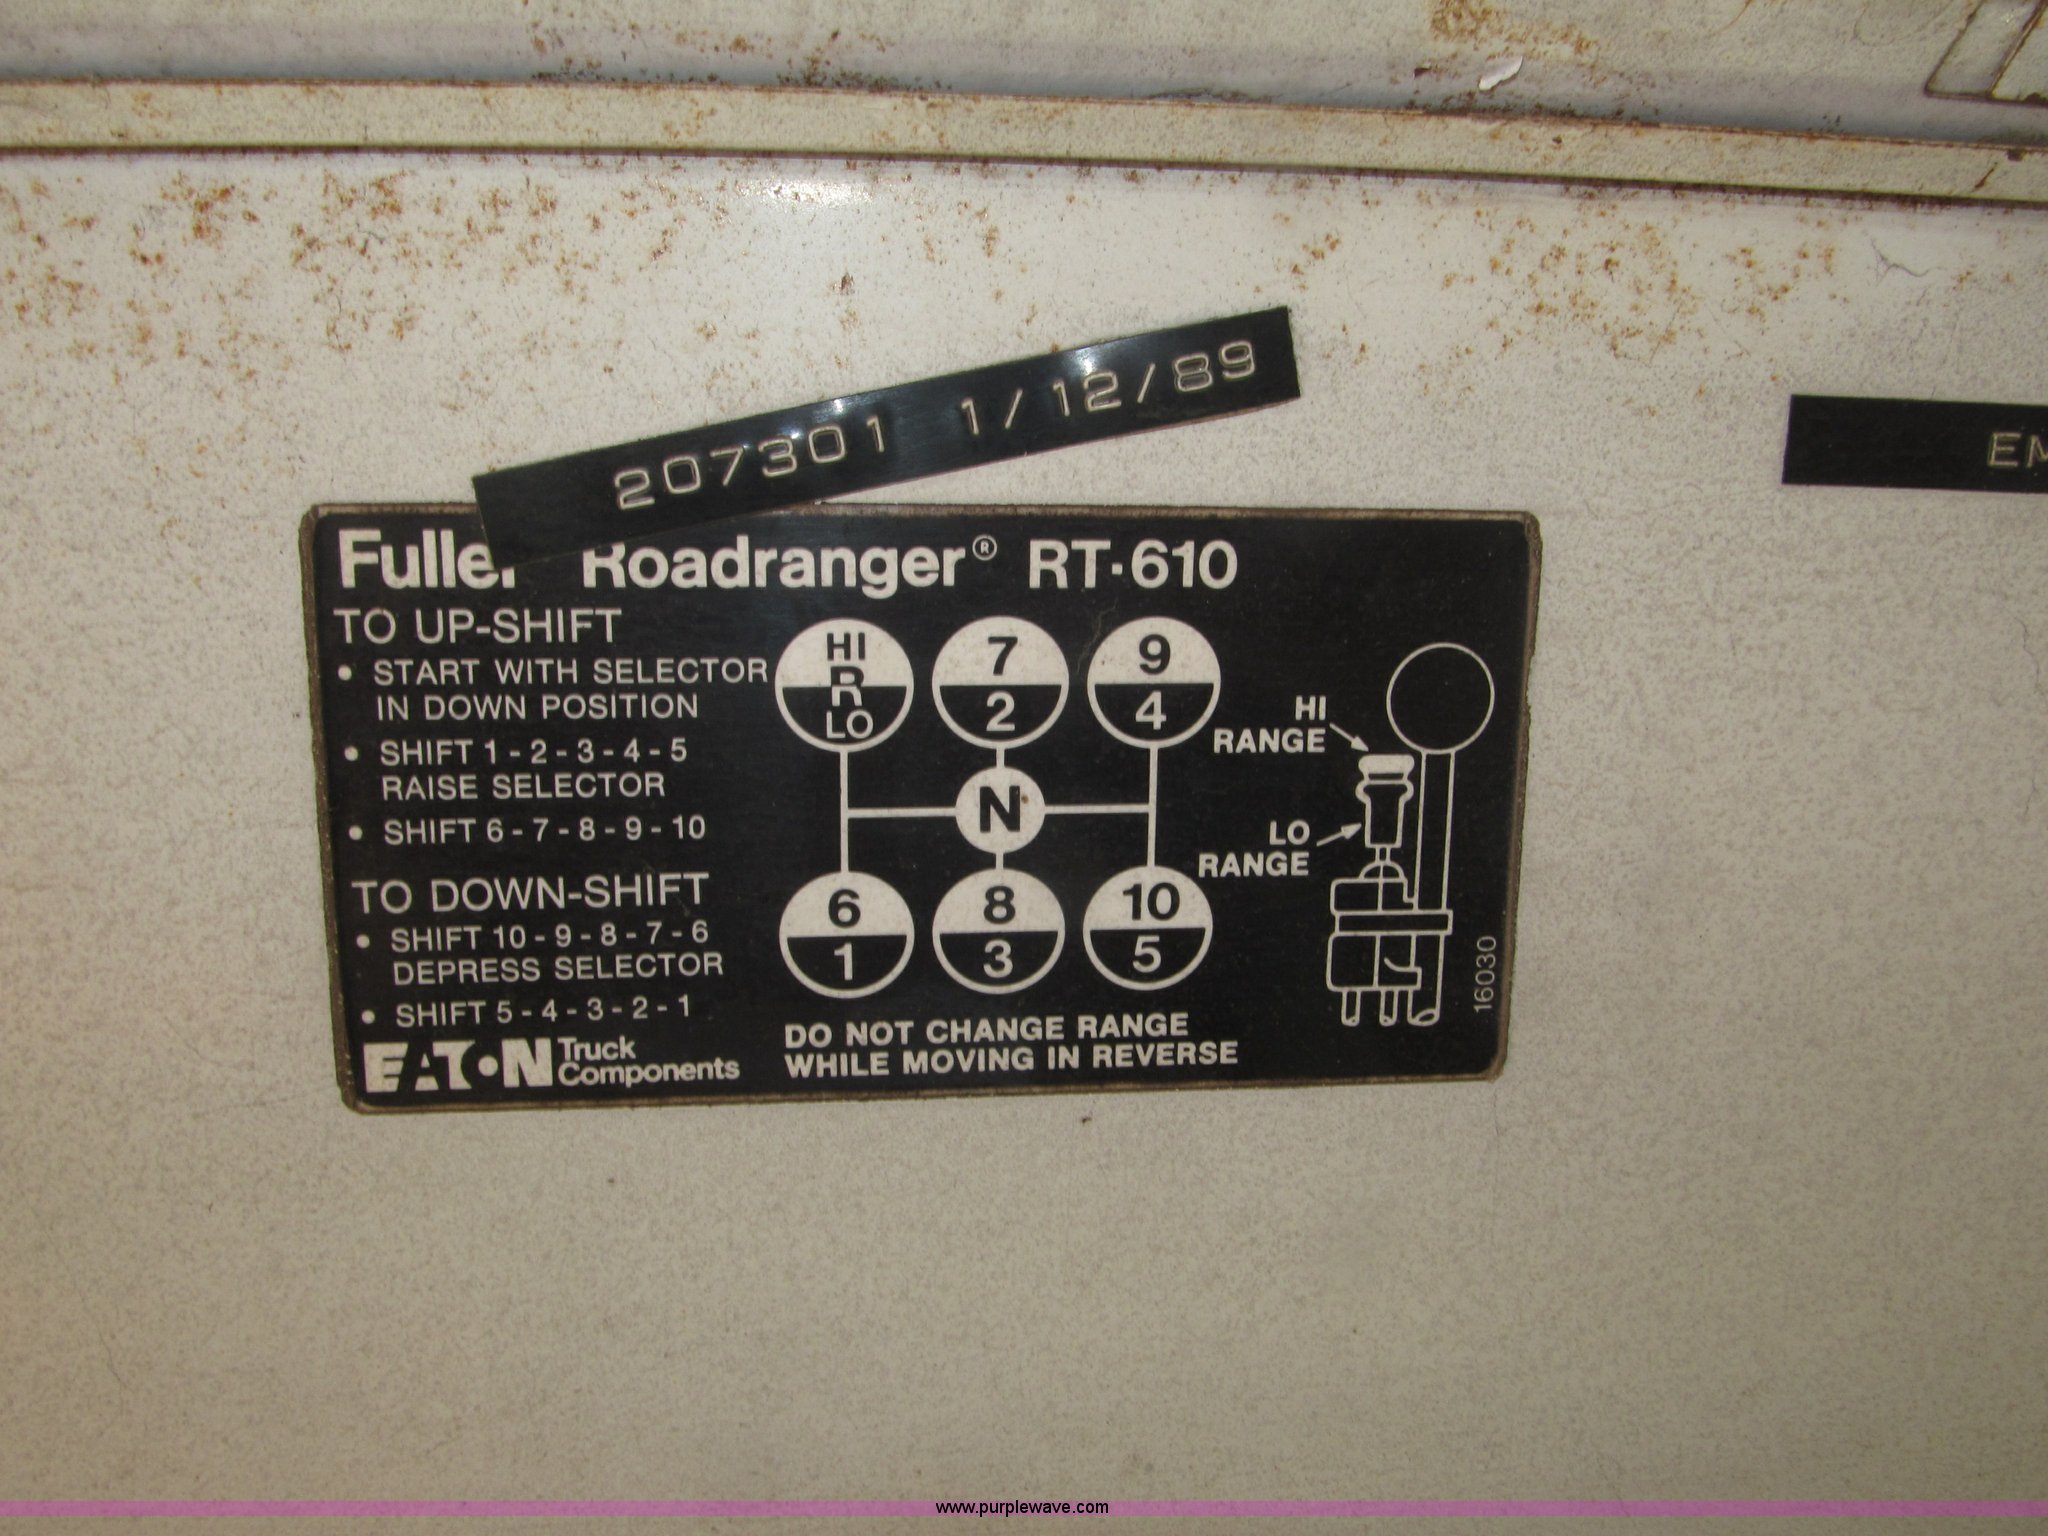 207301 1/12/89
Fuller Roadranger® RT-610
TO UP-SHIFT
• START WITH SELECTOR
IN DOWN POSITION
• SHIFT 1 - 2 - 3 - 4 - 5
RAISE SELECTOR
• SHIFT 6 - 7 - 8 - 9 - 10
TO DOWN-SHIFT
• SHIFT 10 - 9 - 8 - 7 - 6
DEPRESS SELECTOR
• SHIFT 5 - 4 - 3 - 2 - 1
EATON Truck
Components
HI
R
LO
7
2
9
4
N
6
1
8
3
10
5
DO NOT CHANGE RANGE
WHILE MOVING IN REVERSE
HI
RANGE
LO
RANGE
16030
www.purplewave.com